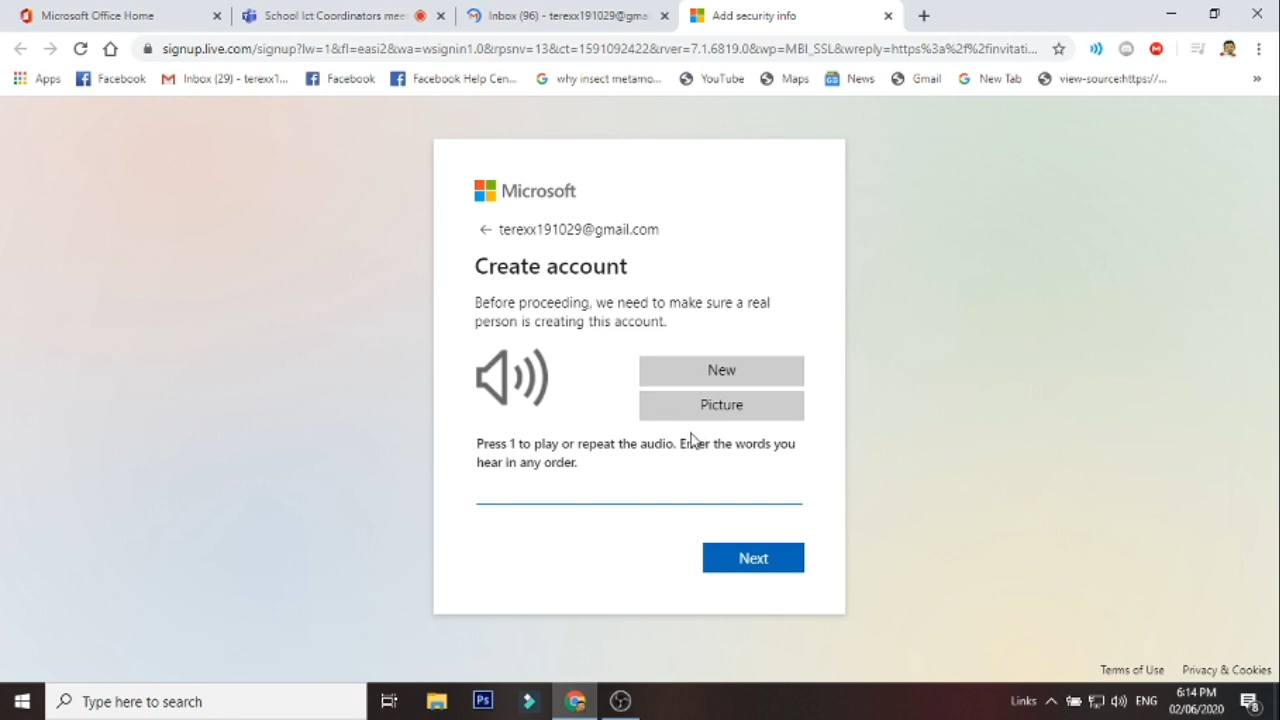 Microsoft Office Home
School Ict Coordinators mee
Inbox (96) - terexx191029@gma
Add security info
signup.live.com/signup?lw=1&fl=easi2&wa=wsignin1.0&rpsnv=13&ct=1591092422&rver=7.1.6819.0&wp=MBI_SSL&wreply=https%3a%2f%2finvitati...
Apps
Facebook
Inbox (29) - terexx1...
Facebook
Facebook Help Cen...
why insect metamo...
YouTube
Maps
News
Gmail
New Tab
view-source:https://...
»
Microsoft
← terexx191029@gmail.com
Create account
Before proceeding, we need to make sure a real
person is creating this account.
New
Picture
Press 1 to play or repeat the audio. Enter the words you
hear in any order.
Next
Terms of Use
Privacy & Cookies
Type here to search
Ps
Links
ENG
6:14 PM
02/06/2020
8